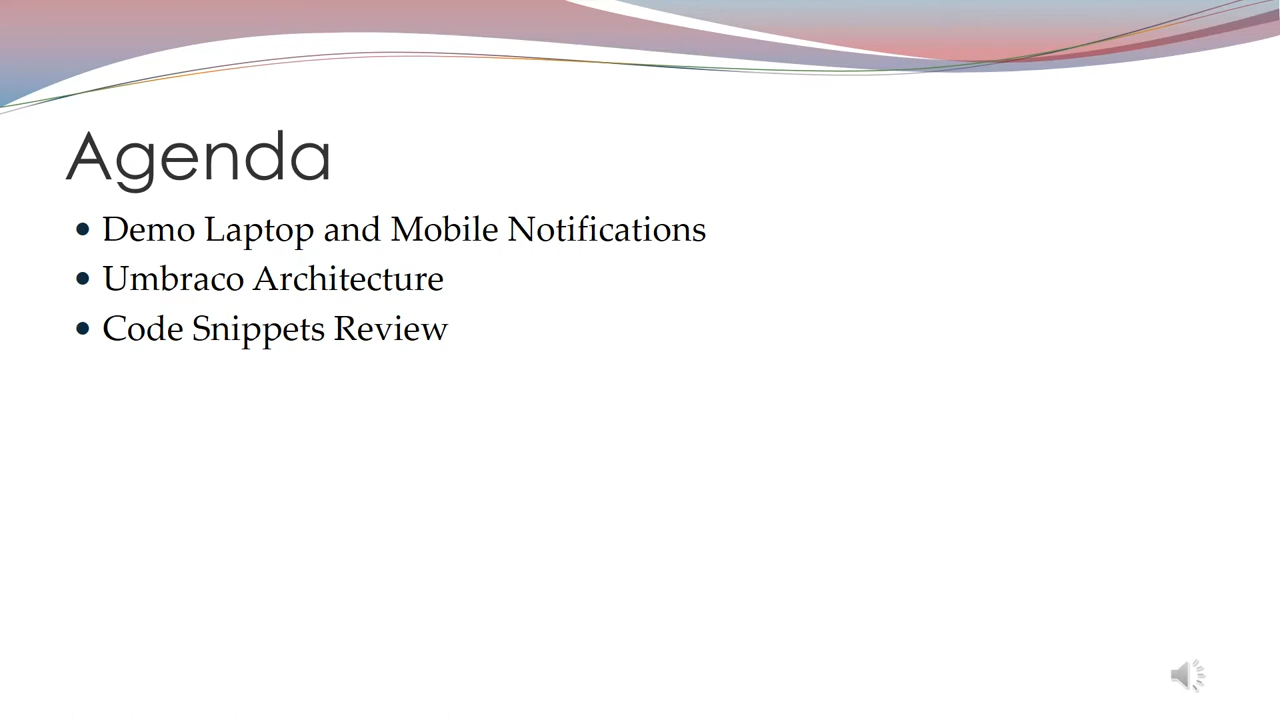 Agenda
• Demo Laptop and Mobile Notifications
• Umbraco Architecture
• Code Snippets Review